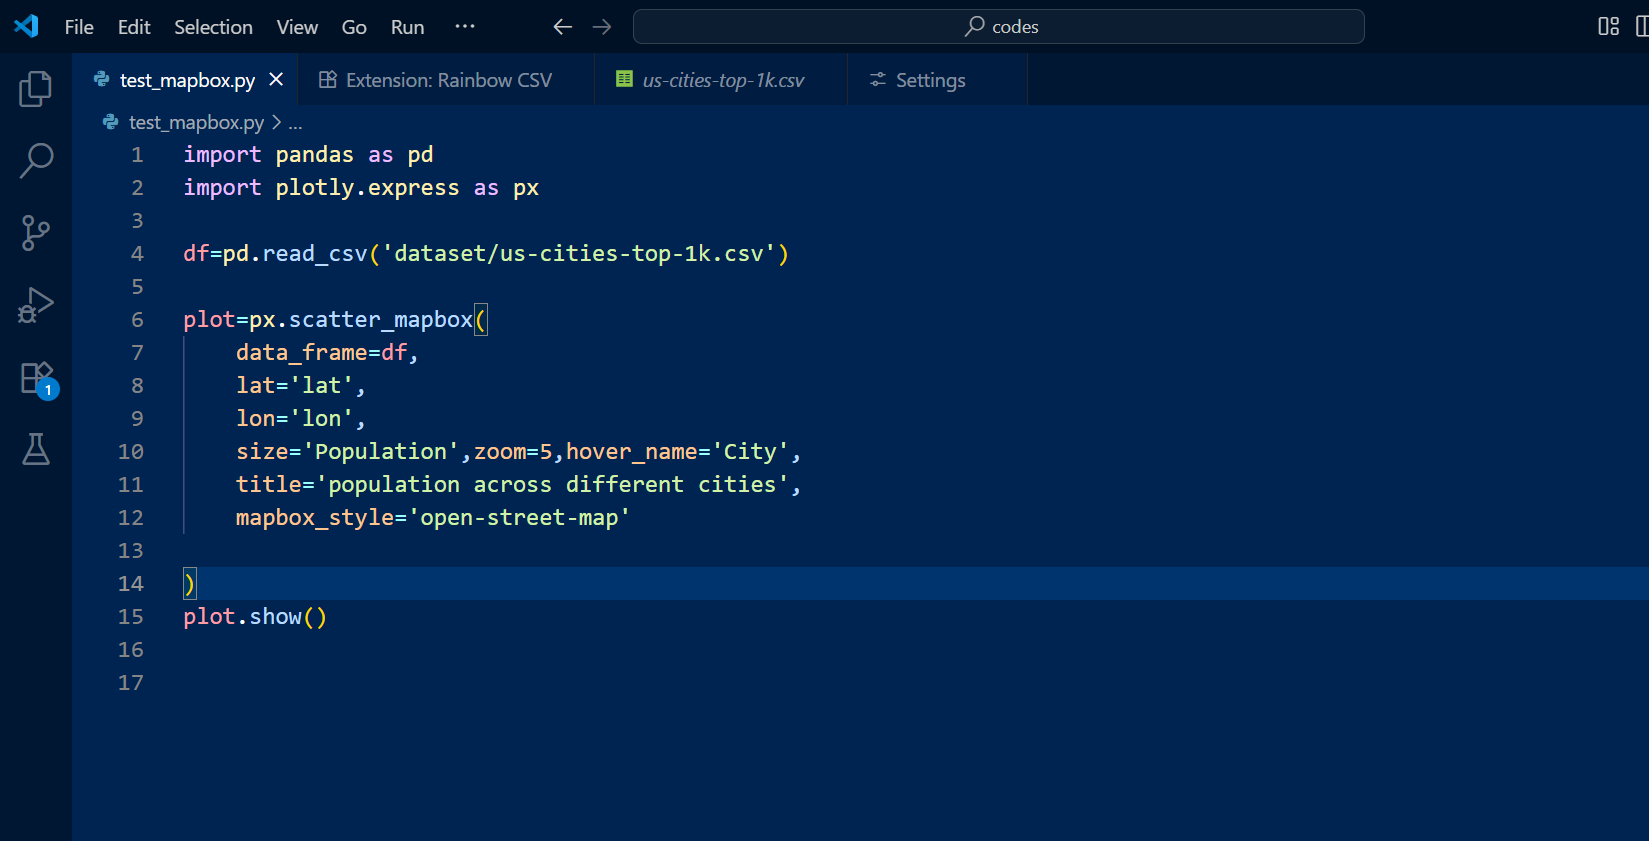 File Edit Selection View Go Run ··· codes
test_mapbox.py Extension: Rainbow CSV us-cities-top-1k.csv Settings
test_mapbox.py > ...
1 import pandas as pd
2 import plotly.express as px
3
4 df=pd.read_csv('dataset/us-cities-top-1k.csv')
5
6 plot=px.scatter_mapbox(
7     data_frame=df,
8     lat='lat',
9     lon='lon',
10     size='Population',zoom=5,hover_name='City',
11     title='population across different cities',
12     mapbox_style='open-street-map'
13
14 )
15 plot.show()
16
17
1